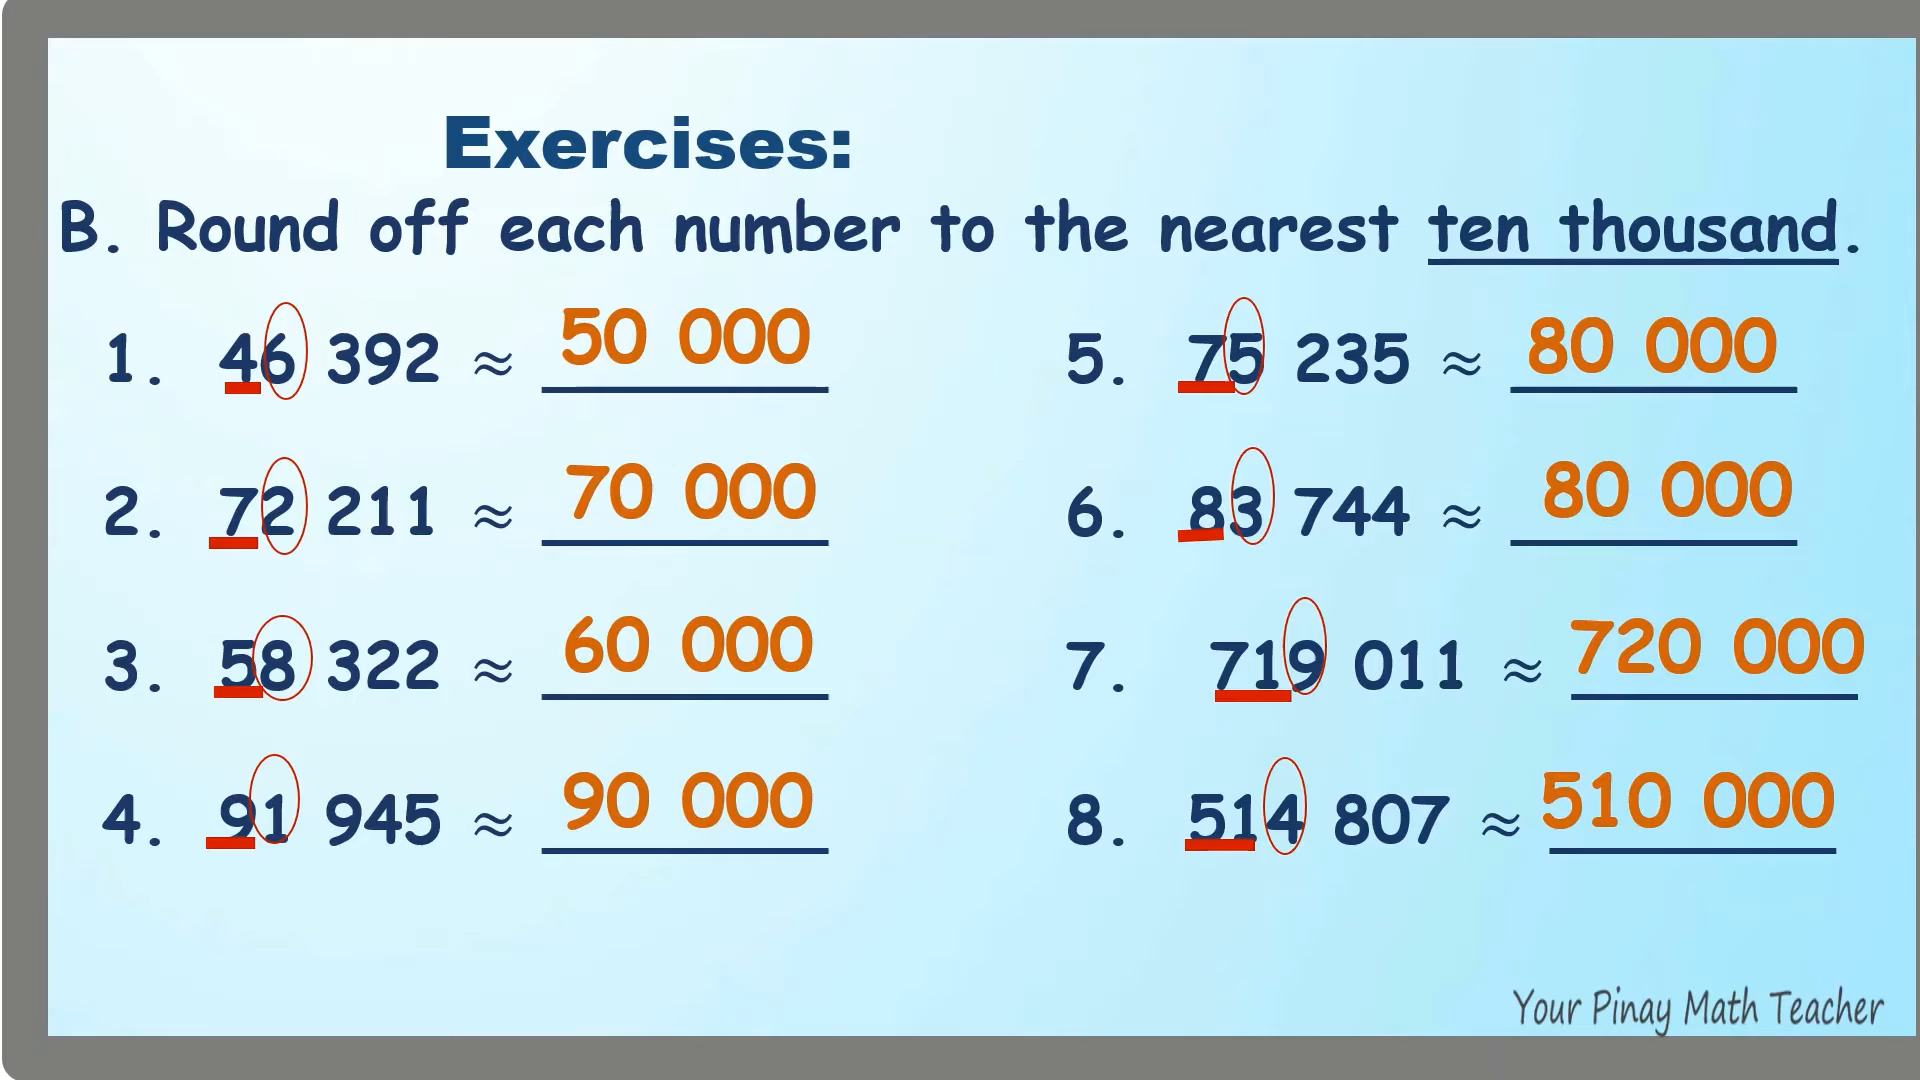 Exercises:
B. Round off each number to the nearest ten thousand.
1. 46 392 ≈ 50 000
2. 72 211 ≈ 70 000
3. 58 322 ≈ 60 000
4. 91 945 ≈ 90 000
5. 75 235 ≈ 80 000
6. 83 744 ≈ 80 000
7. 719 011 ≈ 720 000
8. 514 807 ≈ 510 000
Your Pinay Math Teacher